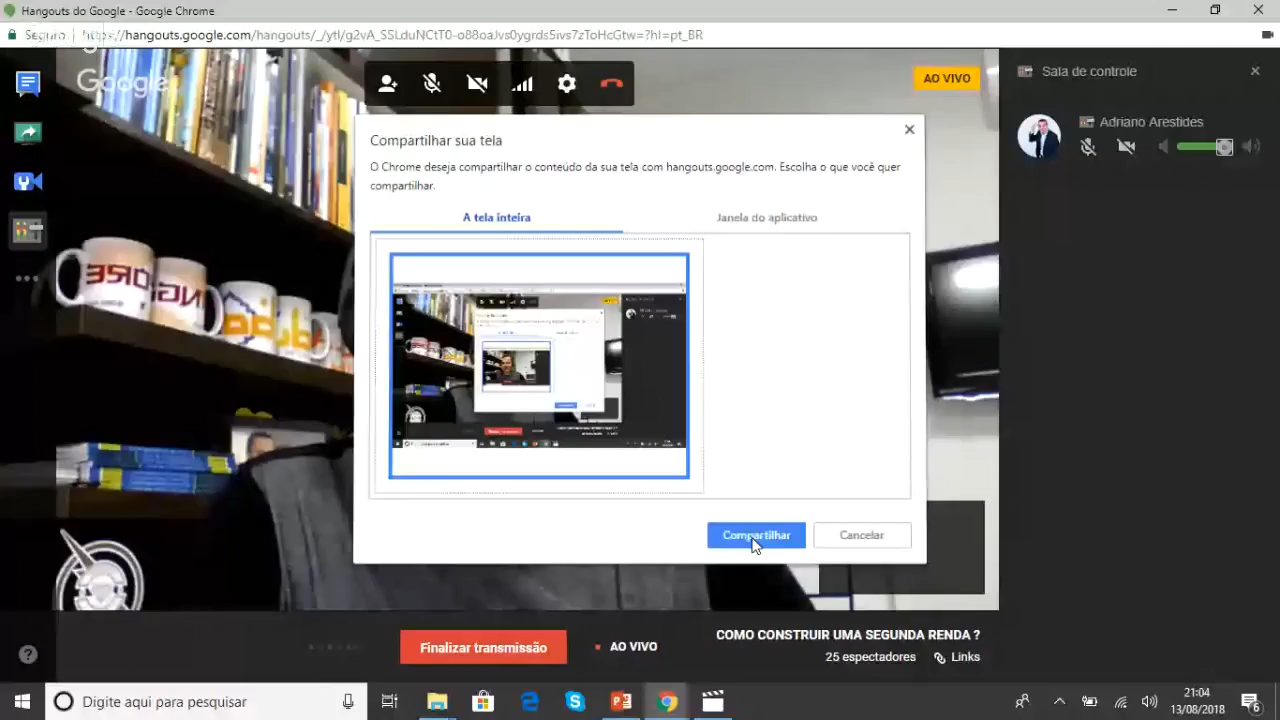 Hangouts do Google - Google Chrome
Seguro https://hangouts.google.com/hangouts/_/ytl/g2vA_SSLduNCtT0-o88oaJvs0ygrds5ivs7zToHcGtw=?hl=pt_BR
Google
AO VIVO
Sala de controle
Adriano Arestides
Compartilhar sua tela
O Chrome deseja compartilhar o conteúdo da sua tela com hangouts.google.com. Escolha o que você quer
compartilhar.
A tela inteira
Janela do aplicativo
Compartilhar
Cancelar
Finalizar transmissão
AO VIVO
COMO CONSTRUIR UMA SEGUNDA RENDA ?
25 espectadores
Links
Digite aqui para pesquisar
21:04
13/08/2018
6